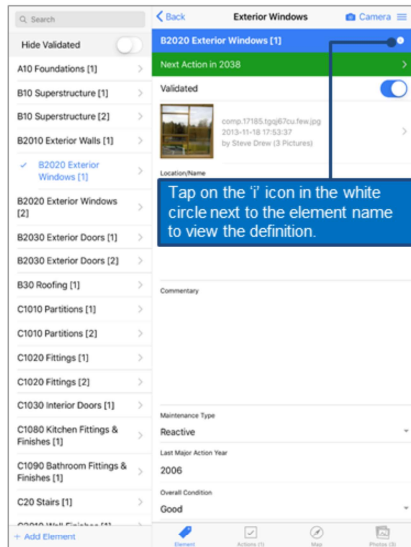 Search
Hide Validated
A10 Foundations [1]
B10 Superstructure [1]
B10 Superstructure [2]
B2010 Exterior Walls [1]
B2020 Exterior
Windows [1]
B2020 Exterior Windows
[2]
B2030 Exterior Doors [1]
B2030 Exterior Doors [2]
B30 Roofing [1]
C1010 Partitions [1]
C1010 Partitions [2]
C1020 Fittings [1]
C1020 Fittings [2]
C1030 Interior Doors [1]
C1080 Kitchen Fittings &
Finishes [1]
C1090 Bathroom Fittings &
Finishes [1]
C20 Stairs [1]
+ Add Element
Back
Exterior Windows
Camera
B2020 Exterior Windows [1]
Next Action in 2038
Validated
comp.17185.tgqj67cu.few.jpg
2013-11-18 17:53:37
by Steve Drew (3 Pictures)
Location/Name
Tap on the 'i' icon in the white
circle next to the element name
to view the definition.
Commentary
Maintenance Type
Reactive
Last Major Action Year
2006
Overall Condition
Good
Element
Actions (1)
Map
Photos (3)